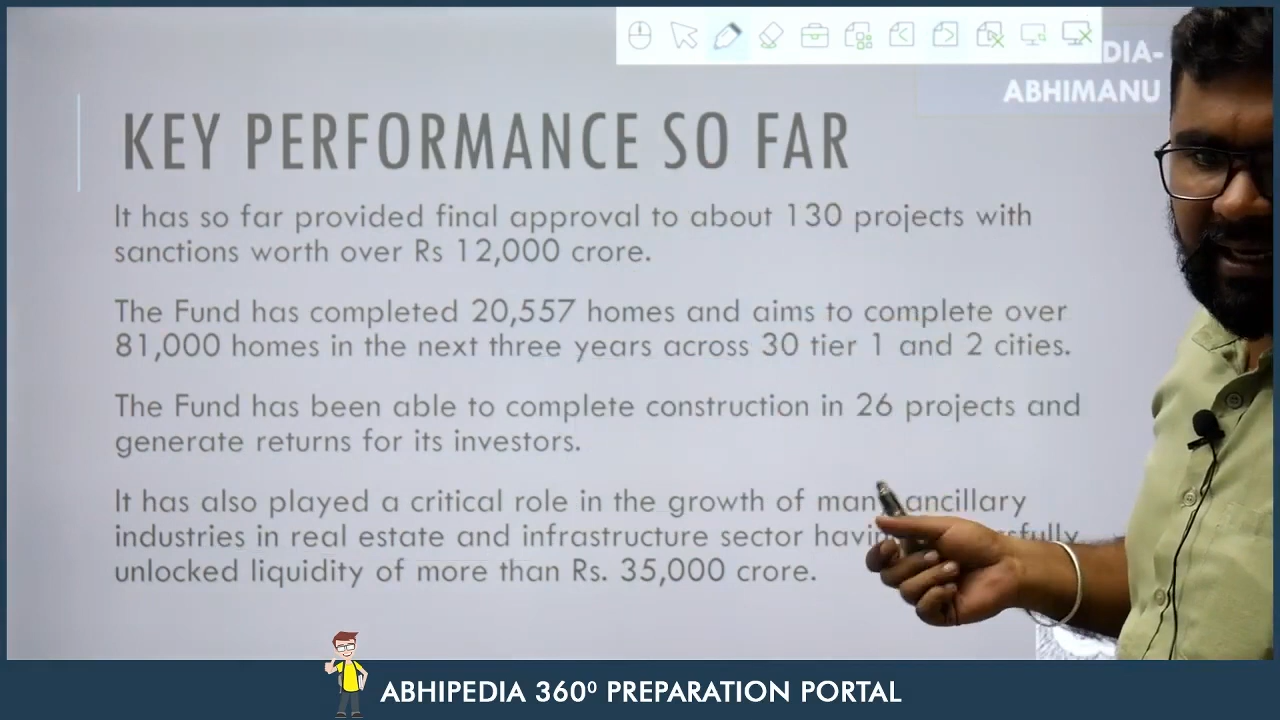 DIA-
ABHIMANU
KEY PERFORMANCE SO FAR
It has so far provided final approval to about 130 projects with
sanctions worth over Rs 12,000 crore.
The Fund has completed 20,557 homes and aims to complete over
81,000 homes in the next three years across 30 tier 1 and 2 cities.
The Fund has been able to complete construction in 26 projects and
generate returns for its investors.
It has also played a critical role in the growth of man ancillary
industries in real estate and infrastructure sector havin sfully
unlocked liquidity of more than Rs. 35,000 crore.
ABHIPEDIA 360⁰ PREPARATION PORTAL